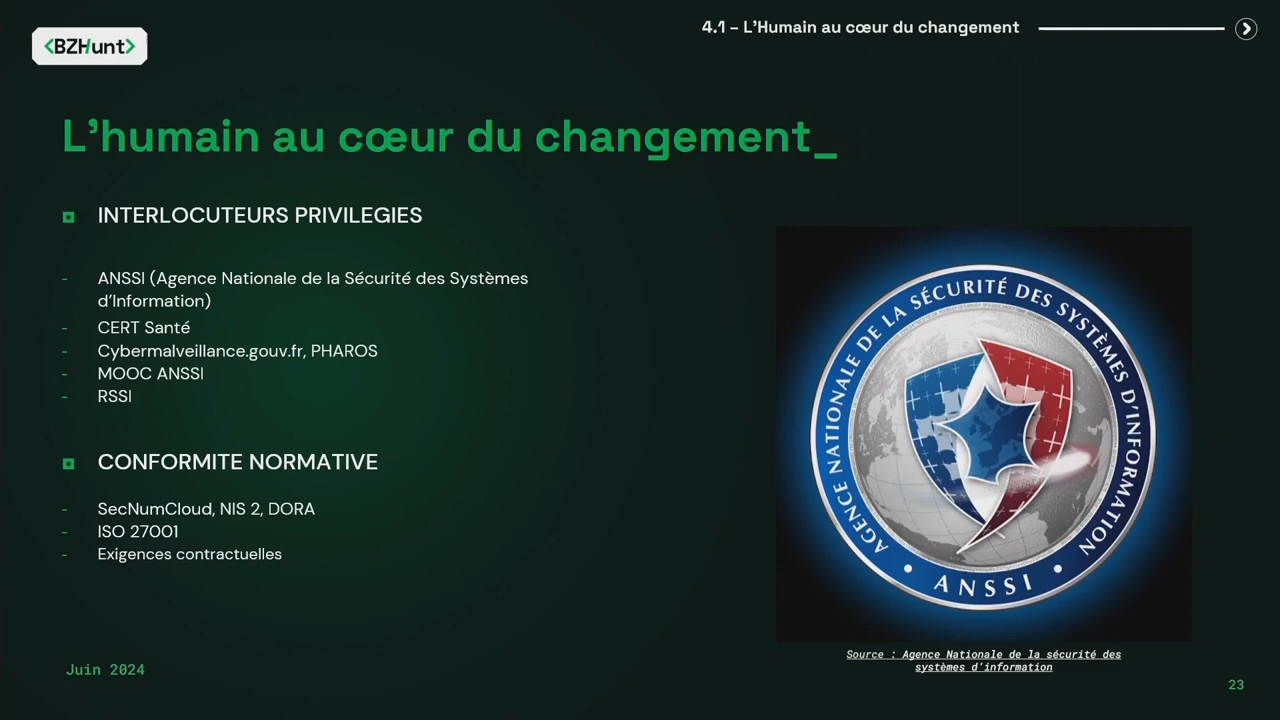 <BZHunt>
4.1 – L'Humain au cœur du changement
L'humain au cœur du changement_
INTERLOCUTEURS PRIVILEGIES
- ANSSI (Agence Nationale de la Sécurité des Systèmes
d'Information)
- CERT Santé
- Cybermalveillance.gouv.fr, PHAROS
- MOOC ANSSI
- RSSI
CONFORMITE NORMATIVE
- SecNumCloud, NIS 2, DORA
- ISO 27001
- Exigences contractuelles
AGENCE NATIONALE DE LA SÉCURITÉ DES SYSTÈMES D'INFORMATION
• ANSSI •
Source : Agence Nationale de la sécurité des
systèmes d'information
Juin 2024
23